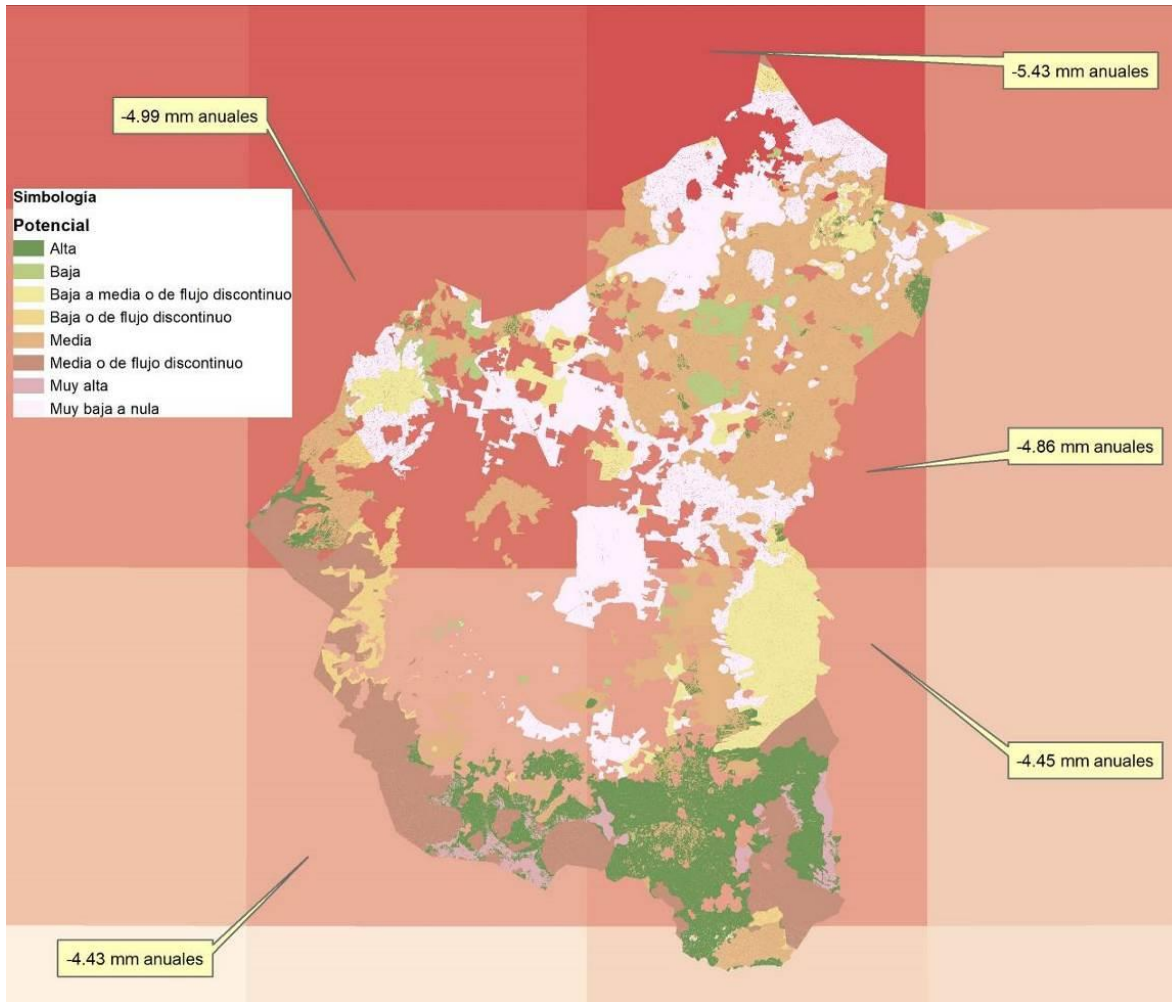 -5.43 mm anuales
-4.99 mm anuales
Simbología
Potencial
Alta
Baja
Baja a media o de flujo discontinuo
Baja o de flujo discontinuo
Media
Media o de flujo discontinuo
Muy alta
Muy baja a nula
-4.86 mm anuales
-4.45 mm anuales
-4.43 mm anuales